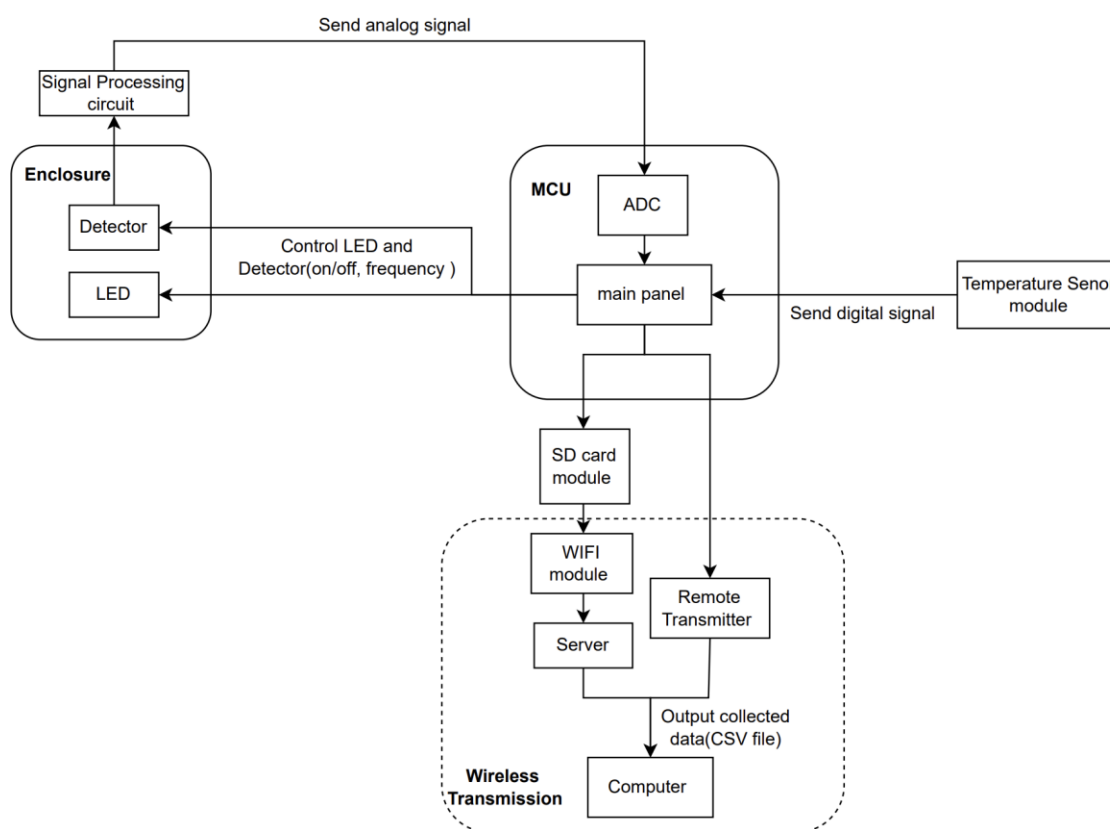 Send analog signal
Signal Processing
circuit
Enclosure
MCU
ADC
Detector
Control LED and
Detector(on/off, frequency )
LED
main panel
Temperature Senor
module
Send digital signal
SD card
module
WIFI
module
Remote
Transmitter
Server
Output collected
data(CSV file)
Wireless
Transmission
Computer